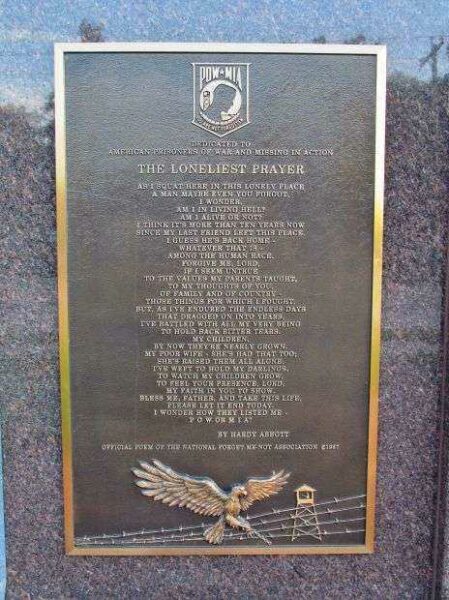 POW-MIA
YOU ARE NOT FORGOTTEN
DEDICATED TO
AMERICAN PRISONERS OF WAR AND MISSING IN ACTION
THE LONELIEST PRAYER
AS I SQUAT HERE IN THIS LONELY PLACE
A MAN MAYBE EVEN YOU FORGOT,
I WONDER,
AM I IN LIVING HELL?
AM I ALIVE OR NOT?
I THINK IT'S MORE THAN TEN YEARS NOW
SINCE MY LAST FRIEND LEFT THIS PLACE.
I GUESS HE'S BACK HOME -
WHATEVER THAT IS -
AMONG THE HUMAN RACE.
FORGIVE ME, LORD,
IF I SEEM UNTRUE
TO THE VALUES MY PARENTS TAUGHT,
TO MY THOUGHTS OF YOU,
OF FAMILY AND OF COUNTRY -
THOSE THINGS FOR WHICH I FOUGHT.
BUT, AS I'VE ENDURED THE ENDLESS DAYS
THAT DRAGGED ON INTO YEARS,
I'VE BATTLED WITH ALL MY VERY BEING
TO HOLD BACK BITTER TEARS.
MY CHILDREN,
BY NOW THEY'RE NEARLY GROWN.
MY POOR WIFE - SHE'S HAD THAT TOO;
SHE'S RAISED THEM ALL ALONE.
I'VE WEPT TO HOLD MY DARLINGS,
TO WATCH MY CHILDREN GROW,
TO FEEL YOUR PRESENCE, LORD,
MY FAITH IN YOU TO SHOW.
BLESS ME, FATHER, AND TAKE THIS LIFE,
PLEASE LET IT END TODAY.
I WONDER HOW THEY LISTED ME -
P O W OR M I A?
BY HARDY ABBOTT
OFFICIAL POEM OF THE NATIONAL FORGET-ME-NOT ASSOCIATION ©1987